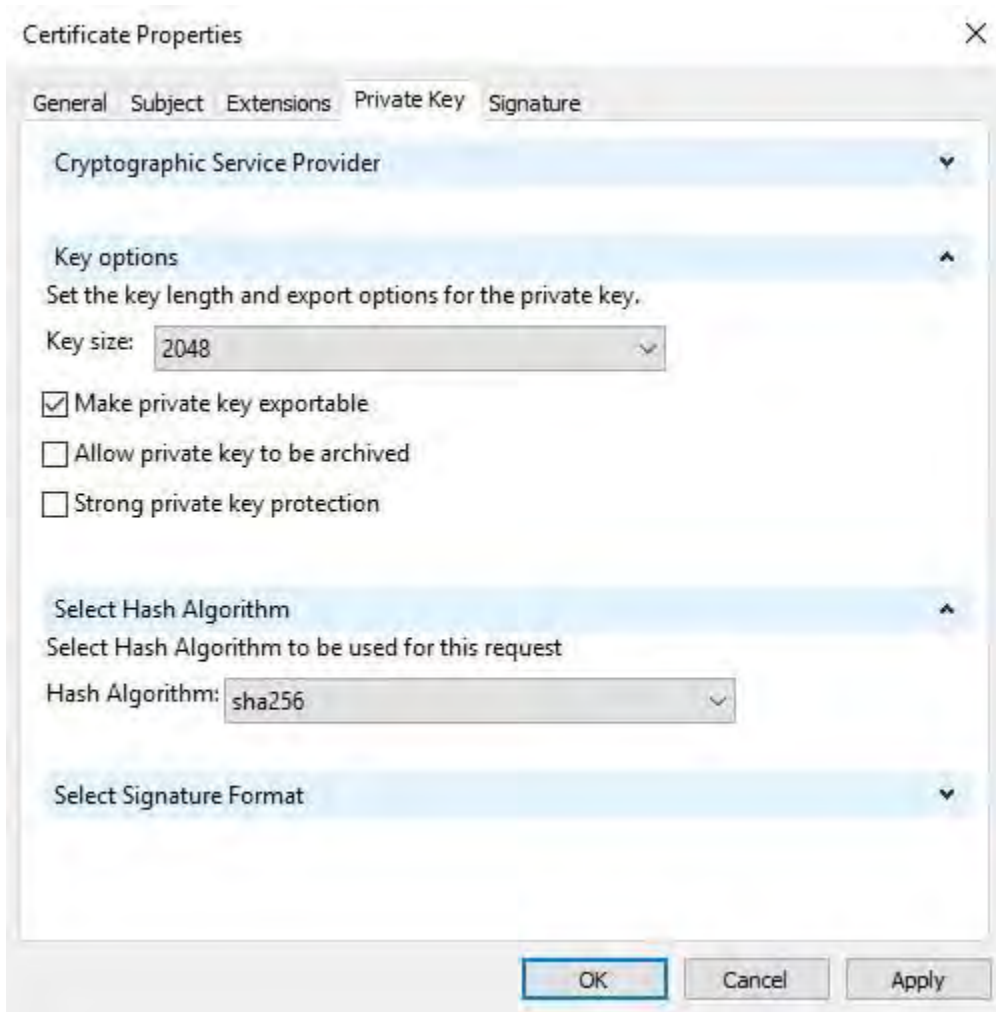 Certificate Properties
General Subject Extensions Private Key Signature
Cryptographic Service Provider
Key options
Set the key length and export options for the private key.
Key size: 2048
Make private key exportable
Allow private key to be archived
Strong private key protection
Select Hash Algorithm
Select Hash Algorithm to be used for this request
Hash Algorithm: sha256
Select Signature Format
OK Cancel Apply